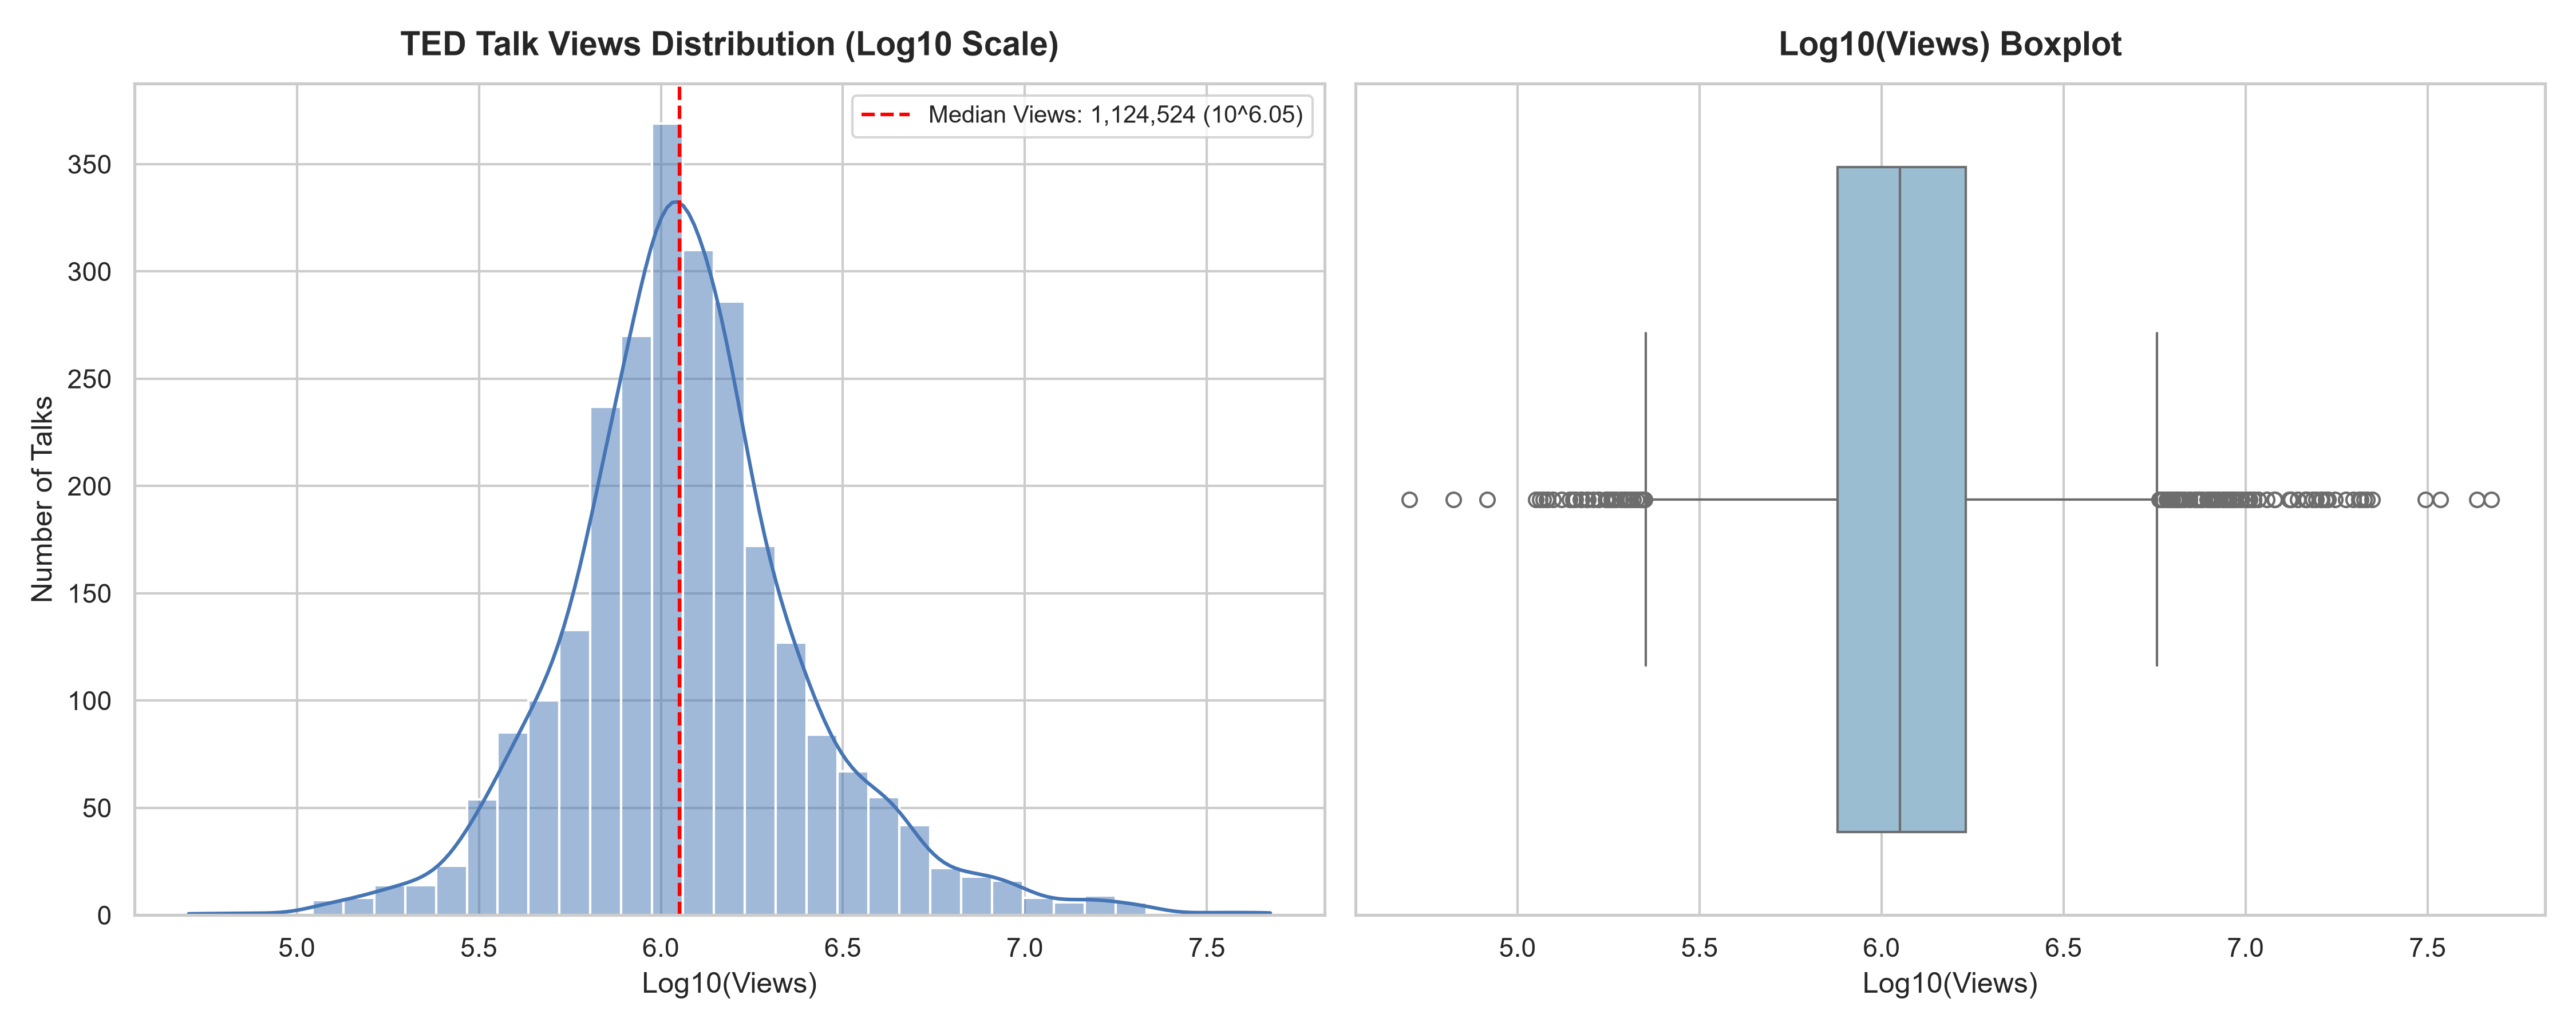 TED Talk Views Distribution (Log10 Scale)
Median Views: 1,124,524 (10^6.05)
Number of Talks
350
300
250
200
150
100
50
0
5.0 5.5 6.0 6.5 7.0 7.5
Log10(Views)
Log10(Views) Boxplot
5.0 5.5 6.0 6.5 7.0 7.5
Log10(Views)